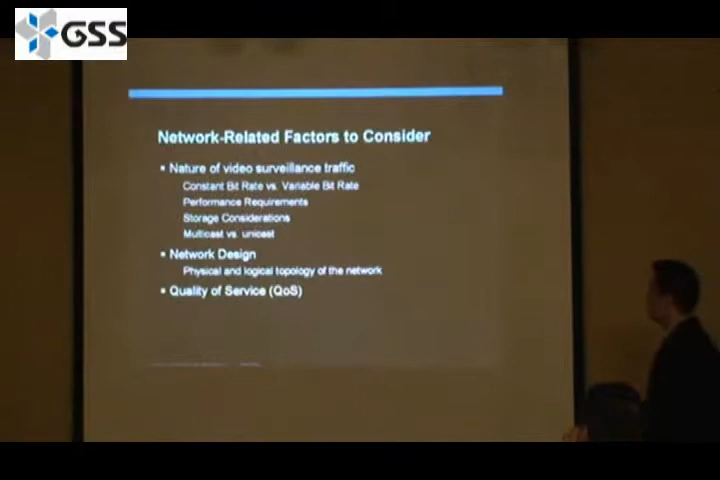 GSS
Network-Related Factors to Consider
▪ Nature of video surveillance traffic
Constant Bit Rate vs. Variable Bit Rate
Performance Requirements
Storage Considerations
Multicast vs. unicast
▪ Network Design
Physical and logical topology of the network
▪ Quality of Service (QoS)